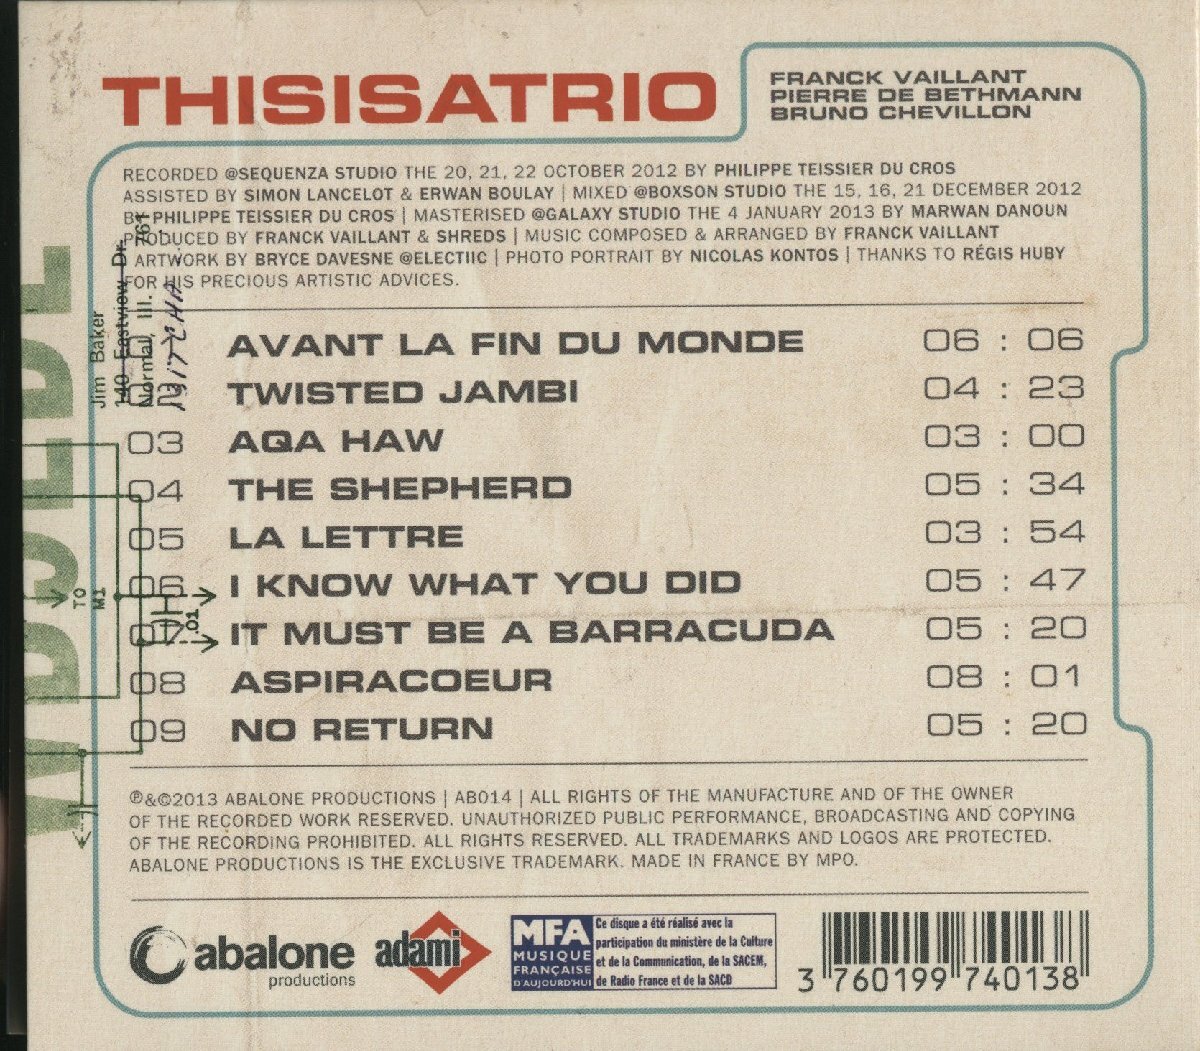 THISISATRIO
FRANCK VAILLANT
PIERRE DE BETHMANN
BRUNO CHEVILLON
RECORDED @SEQUENZA STUDIO THE 20, 21, 22 OCTOBER 2012 BY PHILIPPE TEISSIER DU CROS
ASSISTED BY SIMON LANCELOT & ERWAN BOULAY | MIXED @BOXSON STUDIO THE 15, 16, 21 DECEMBER 2012
BY PHILIPPE TEISSIER DU CROS | MASTERISED @GALAXY STUDIO THE 4 JANUARY 2013 BY MARWAN DANOUN
PRODUCED BY FRANCK VAILLANT & SHREDS | MUSIC COMPOSED & ARRANGED BY FRANCK VAILLANT
| ARTWORK BY BRYCE DAVESNE @ELECTIIC | PHOTO PORTRAIT BY NICOLAS KONTOS | THANKS TO RÉGIS HUBY
FOR HIS PRECIOUS ARTISTIC ADVICES.
Jim Baker
140 Eastview Dr.
Normal, Ill. 761
AVANT LA FIN DU MONDE 06 : 06
02 TWISTED JAMBI 04 : 23
03 AQA HAW 03 : 00
04 THE SHEPHERD 05 : 34
05 LA LETTRE 03 : 54
06 I KNOW WHAT YOU DID 05 : 47
07 IT MUST BE A BARRACUDA 05 : 20
08 ASPIRACOEUR 08 : 01
09 NO RETURN 05 : 20
TO
M1
.01
℗&©2013 ABALONE PRODUCTIONS | AB014 | ALL RIGHTS OF THE MANUFACTURE AND OF THE OWNER
OF THE RECORDED WORK RESERVED. UNAUTHORIZED PUBLIC PERFORMANCE, BROADCASTING AND COPYING
OF THE RECORDING PROHIBITED. ALL RIGHTS RESERVED. ALL TRADEMARKS AND LOGOS ARE PROTECTED.
ABALONE PRODUCTIONS IS THE EXCLUSIVE TRADEMARK. MADE IN FRANCE BY MPO.
abalone
productions
adami
MFA
MUSIQUE
FRANÇAISE
D'AUJOURD'HUI
Ce disque a été réalisé avec la
participation du ministère de la Culture
et de la Communication, de la SACEM,
de Radio France et de la SACD
3 760199 740138